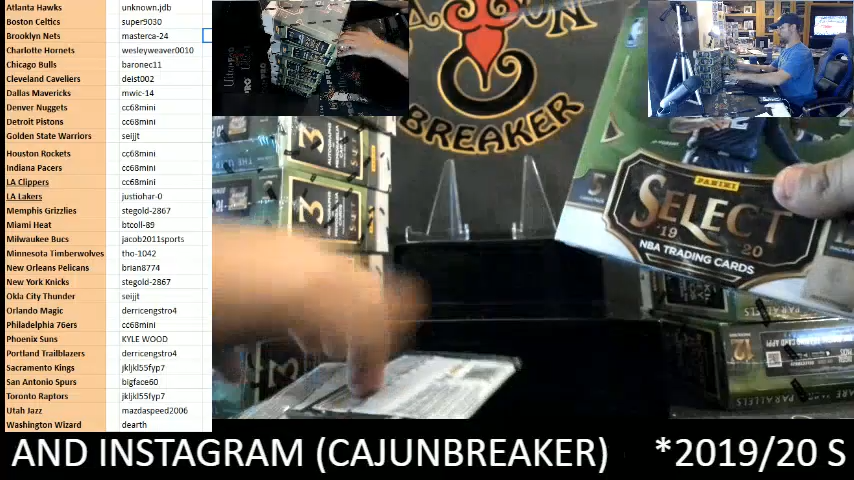 Atlanta Hawks unknown.jdb
Boston Celtics super9030
Brooklyn Nets masterca-24
Charlotte Hornets wesleyweaver0010
Chicago Bulls baronec11
Cleveland Cavaliers deist002
Dallas Mavericks mwic-14
Denver Nuggets cc68mini
Detroit Pistons cc68mini
Golden State Warriors seijjt
Houston Rockets cc68mini
Indiana Pacers cc68mini
LA Clippers cc68mini
LA Lakers justiohar-0
Memphis Grizzlies stegold-2867
Miami Heat btcoll-89
Milwaukee Bucs jacob2011sports
Minnesota Timberwolves tho-1042
New Orleans Pelicans brian8774
New York Knicks stegold-2867
Okla City Thunder seijjt
Orlando Magic derricengstro4
Philadelphia 76ers cc68mini
Phoenix Suns KYLE WOOD
Portland Trailblazers derricengstro4
Sacramento Kings jkljkl55fyp7
San Antonio Spurs bigface60
Toronto Raptors jkljkl55fyp7
Utah Jazz mazdaspeed2006
Washington Wizard dearth
BREAKER
3
3
5
PANINI
SELECT
'19 20
NBA TRADING CARDS
12
PARALLELS
AND INSTAGRAM (CAJUNBREAKER) *2019/20 S